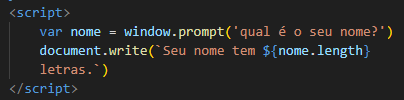 <script>
var nome = window.prompt('qual é o seu nome?')
document.write(`Seu nome tem ${nome.length}
letras.`)
</script>